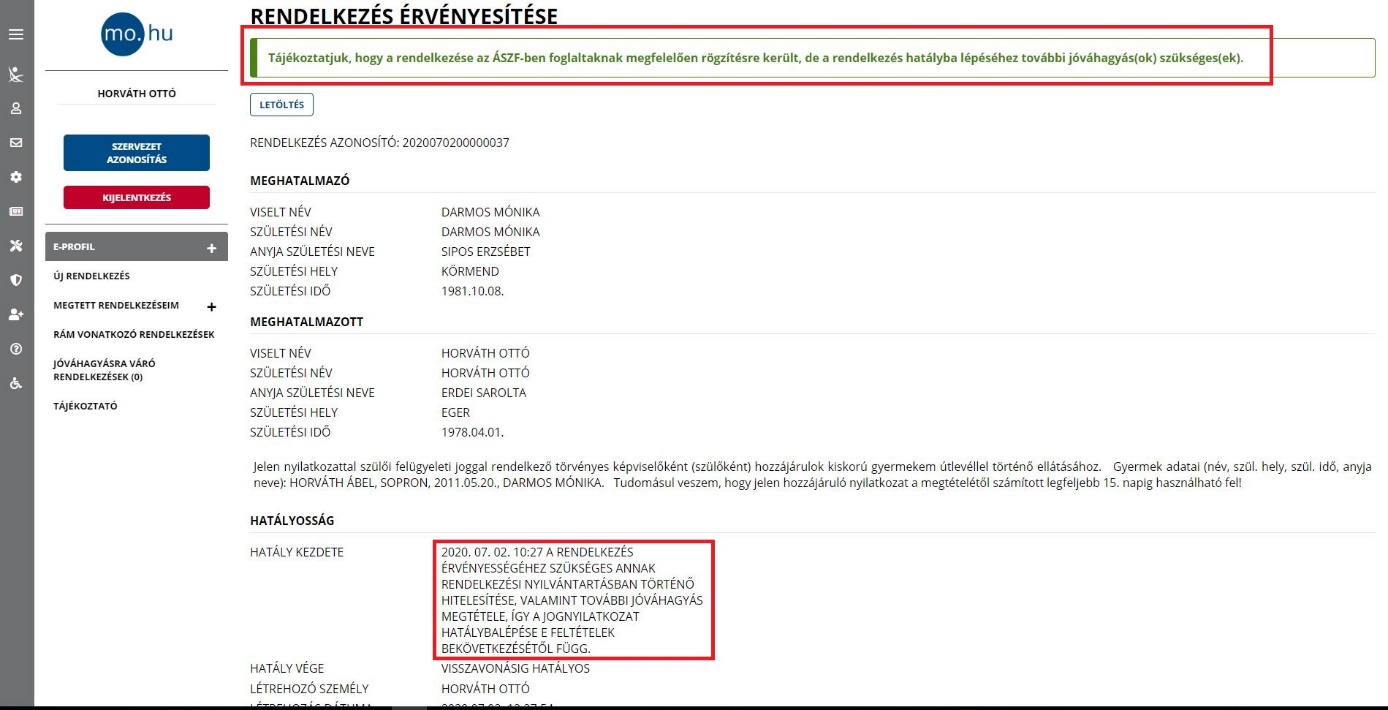 mo.hu
HORVÁTH OTTÓ
SZERVEZET
AZONOSÍTÁS
KIJELENTKEZÉS
E-PROFIL
ÚJ RENDELKEZÉS
MEGTETT RENDELKEZÉSEIM
RÁM VONATKOZÓ RENDELKEZÉSEK
JÓVÁHAGYÁSRA VÁRÓ
RENDELKEZÉSEK (0)
TÁJÉKOZTATÓ
RENDELKEZÉS ÉRVÉNYESÍTÉSE
Tájékoztatjuk, hogy a rendelkezése az ÁSZF-ben foglaltaknak megfelelően rögzítésre került, de a rendelkezés hatályba lépéséhez további jóváhagyás(ok) szükséges(ek).
LETÖLTÉS
RENDELKEZÉS AZONOSÍTÓ: 2020070200000037
MEGHATALMAZÓ
VISELT NÉV DARMOS MÓNIKA
SZÜLETÉSI NÉV DARMOS MÓNIKA
ANYJA SZÜLETÉSI NEVE SIPOS ERZSÉBET
SZÜLETÉSI HELY KÖRMEND
SZÜLETÉSI IDŐ 1981.10.08.
MEGHATALMAZOTT
VISELT NÉV HORVÁTH OTTÓ
SZÜLETÉSI NÉV HORVÁTH OTTÓ
ANYJA SZÜLETÉSI NEVE ERDEI SAROLTA
SZÜLETÉSI HELY EGER
SZÜLETÉSI IDŐ 1978.04.01.
Jelen nyilatkozattal szülői felügyeleti joggal rendelkező törvényes képviselőként (szülőként) hozzájárulok kiskorú gyermekem útlevéllel történő ellátásához. Gyermek adatai (név, szül. hely, szül. idő, anyja
neve): HORVÁTH ÁBEL, SOPRON, 2011.05.20., DARMOS MÓNIKA. Tudomásul veszem, hogy jelen hozzájáruló nyilatkozat a megtételétől számított legfeljebb 15. napig használható fel!
HATÁLYOSSÁG
HATÁLY KEZDETE 2020. 07. 02. 10:27 A RENDELKEZÉS
ÉRVÉNYESSÉGÉHEZ SZÜKSÉGES ANNAK
RENDELKEZÉSI NYILVÁNTARTÁSBAN TÖRTÉNŐ
HITELESÍTÉSE, VALAMINT TOVÁBBI JÓVÁHAGYÁS
MEGTÉTELE, ÍGY A JOGNYILATKOZAT
HATÁLYBALÉPÉSE E FELTÉTELEK
BEKÖVETKEZÉSÉTŐL FÜGG.
HATÁLY VÉGE VISSZAVONÁSIG HATÁLYOS
LÉTREHOZÓ SZEMÉLY HORVÁTH OTTÓ